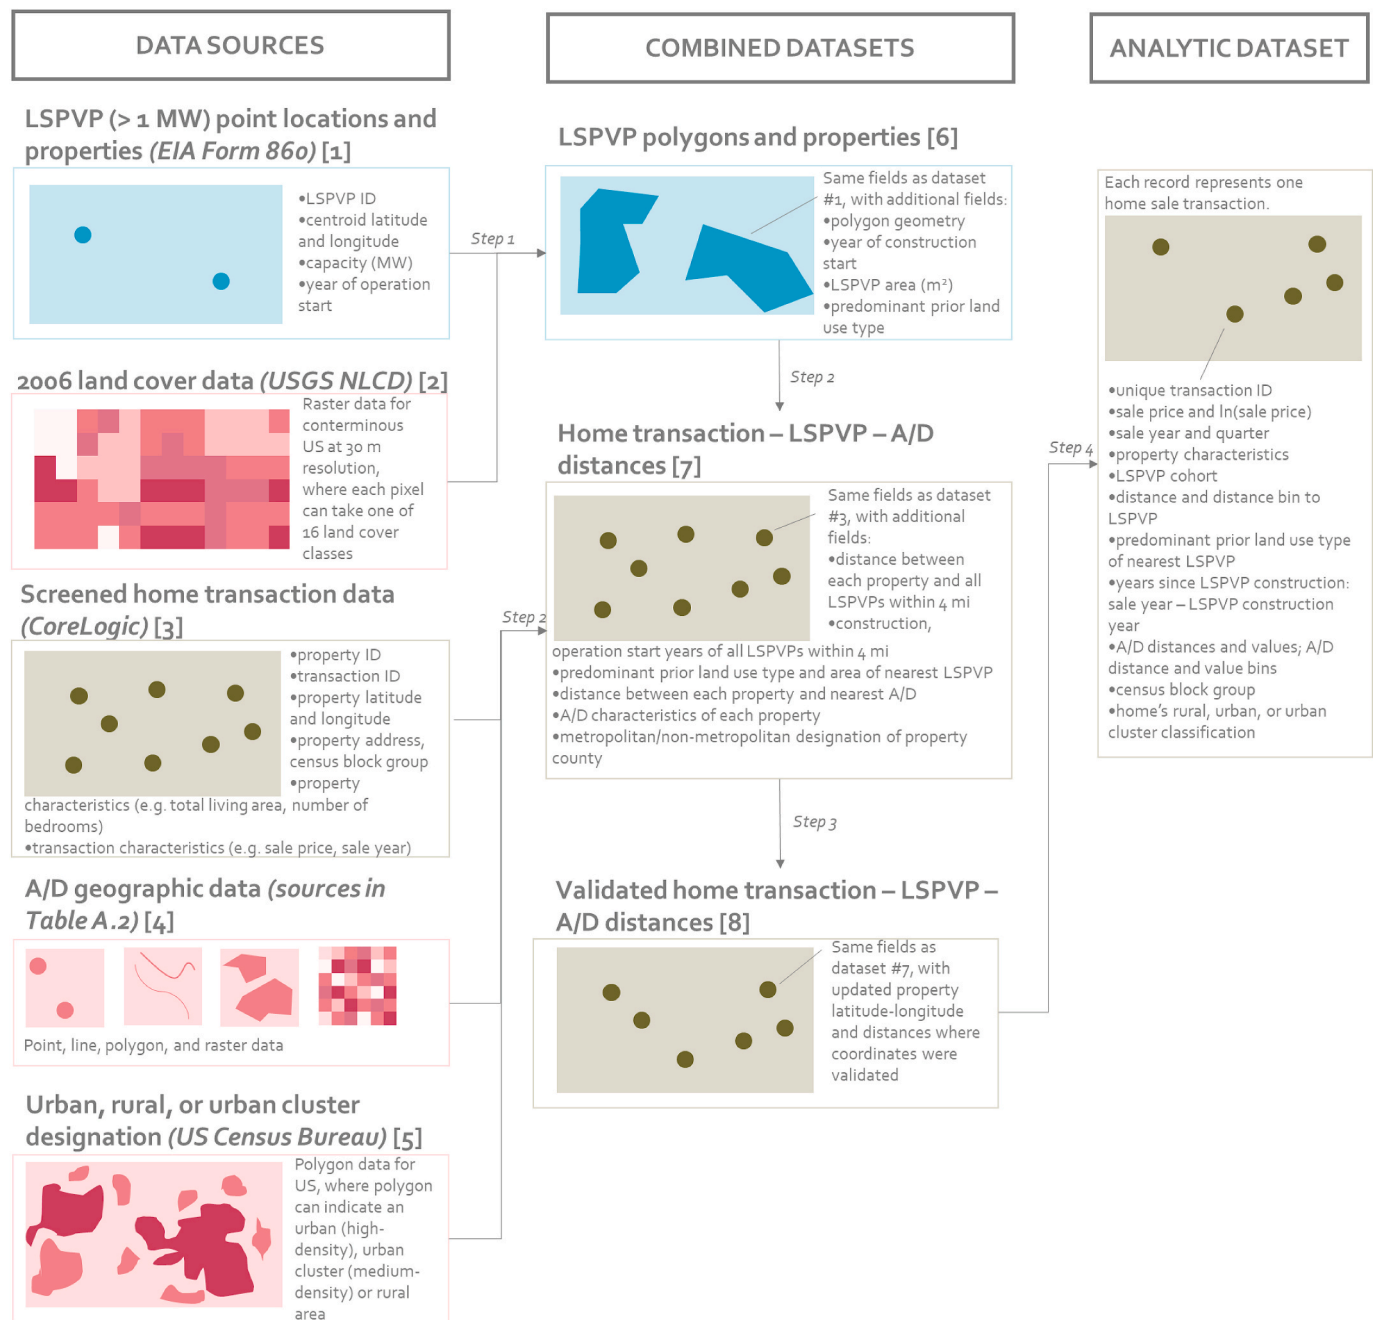 DATA SOURCES
LSPVP (> 1 MW) point locations and
properties (EIA Form 860) [1]
•LSPVP ID
•centroid latitude
and longitude
•capacity (MW)
•year of operation
start
Step 1
2006 land cover data (USGS NLCD) [2]
Raster data for
conterminous
US at 30 m
resolution,
where each pixel
can take one of
16 land cover
classes
Screened home transaction data
(CoreLogic) [3]
•property ID
•transaction ID
•property latitude
and longitude
•property address,
census block group
•property
characteristics (e.g. total living area, number of
bedrooms)
•transaction characteristics (e.g. sale price, sale year)
Step 2
A/D geographic data (sources in
Table A.2) [4]
Point, line, polygon, and raster data
Urban, rural, or urban cluster
designation (US Census Bureau) [5]
Polygon data for
US, where polygon
can indicate an
urban (high-
density), urban
cluster (medium-
density) or rural
area
COMBINED DATASETS
LSPVP polygons and properties [6]
Same fields as dataset
#1, with additional fields:
•polygon geometry
•year of construction
start
•LSPVP area (m²)
•predominant prior land
use type
Step 2
Home transaction – LSPVP – A/D
distances [7]
Same fields as dataset
#3, with additional
fields:
•distance between
each property and all
LSPVPs within 4 mi
•construction,
operation start years of all LSPVPs within 4 mi
•predominant prior land use type and area of nearest LSPVP
•distance between each property and nearest A/D
•A/D characteristics of each property
•metropolitan/non-metropolitan designation of property
county
Step 3
Validated home transaction – LSPVP –
A/D distances [8]
Same fields as
dataset #7, with
updated property
latitude-longitude
and distances where
coordinates were
validated
Step 4
ANALYTIC DATASET
Each record represents one
home sale transaction.
•unique transaction ID
•sale price and ln(sale price)
•sale year and quarter
•property characteristics
•LSPVP cohort
•distance and distance bin to
LSPVP
•predominant prior land use type
of nearest LSPVP
•years since LSPVP construction:
sale year – LSPVP construction
year
•A/D distances and values; A/D
distance and value bins
•census block group
•home's rural, urban, or urban
cluster classification